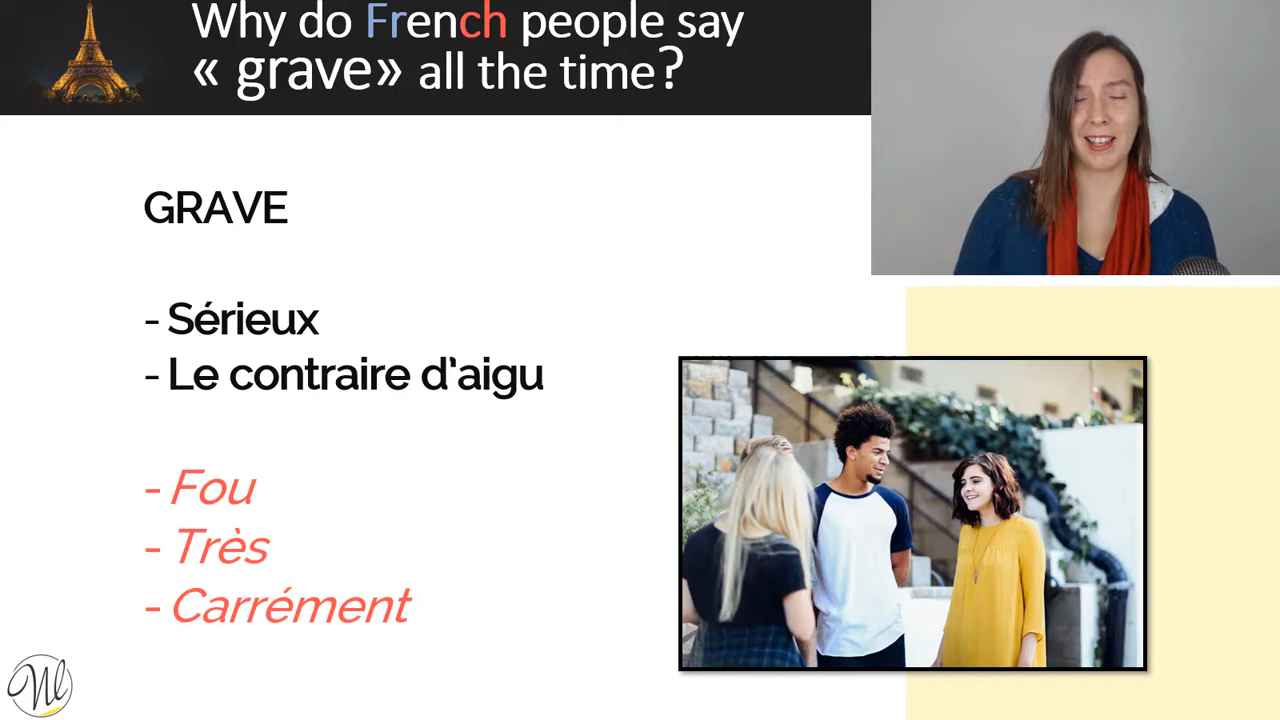 Why do French people say
« grave» all the time?
GRAVE
- Sérieux
- Le contraire d’aigu
- Fou
- Très
- Carrément